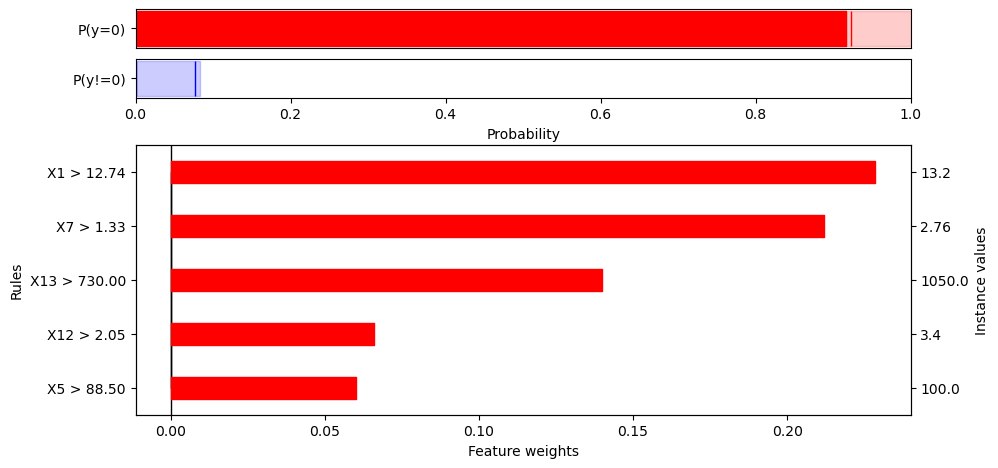 P(y=0)
P(y!=0)
0.0 0.2 0.4 0.6 0.8 1.0
Probability
X1 > 12.74 13.2
X7 > 1.33 2.76
X13 > 730.00 1050.0
X12 > 2.05 3.4
X5 > 88.50 100.0
Rules
Instance values
0.00 0.05 0.10 0.15 0.20
Feature weights